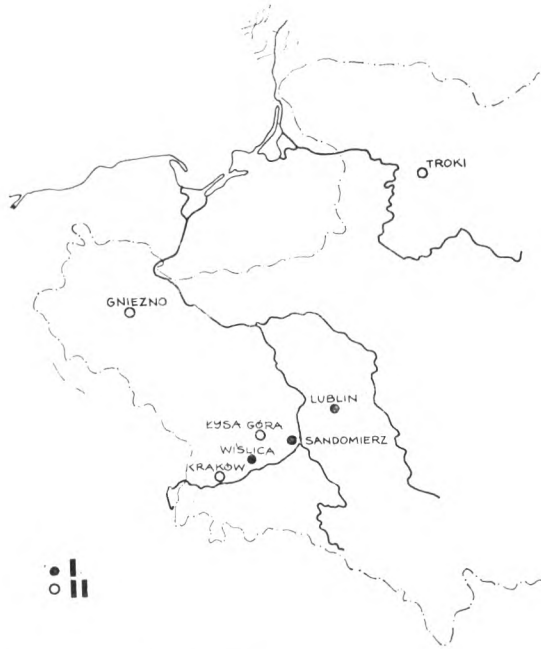 TROKI
GNIEZNO
LUBLIN
ŁYSA GÓRA
SANDOMIERZ
WIŚLICA
KRAKÓW
I
II